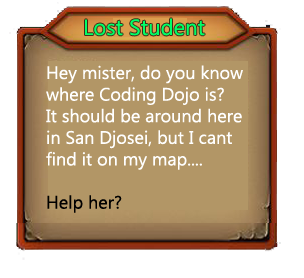 Lost Student
Hey mister, do you know
where Coding Dojo is?
It should be around here
in San Djosei, but I cant
find it on my map....
Help her?